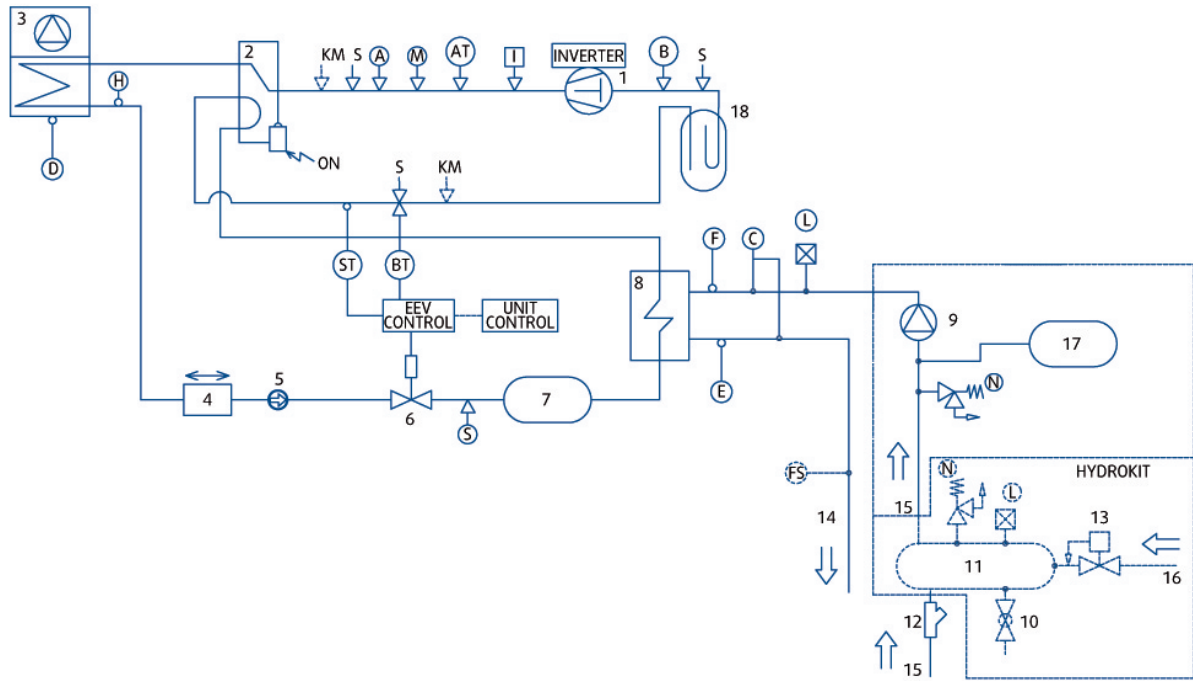 3
2
KM S A M AT I INVERTER B S
1
18
H
D
ON
S KM
L
ST BT
F C
8
EEV CONTROL
UNIT CONTROL
9
17
5
4
6
7
E
N
S
FS
N
HYDROKIT
L
14
15
13
11
16
12
10
15